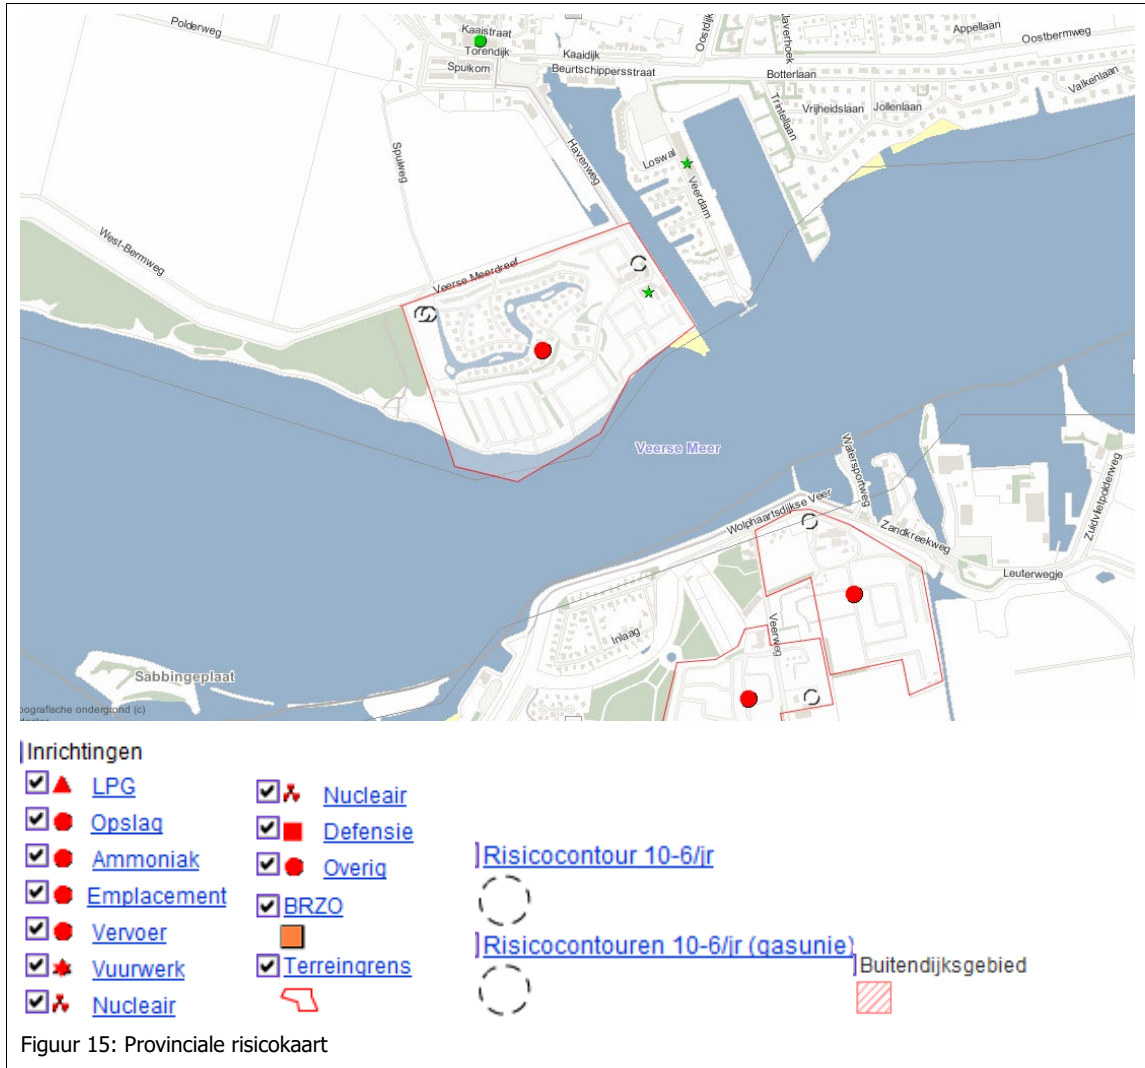 Polderweg
Kaaistraat
Torendijk
Spuikom
Kaaidijk
Beurtschippersstraat
Oostdijk
Klaverhoek
Appellaan
Oostbermweg
Botterlaan
Valkenlaan
Trintellaan
Vrijheidslaan
Jollenlaan
Spuiweg
Havenweg
Loswal
Veerdam
West-Bermweg
Veerse Meerdreef
Veerse Meer
Watersportweg
Wolphaartsdijkse Veer
Zandkreekweg
Zuidvlietpolderweg
Leuterwegje
Inlaag
Veerweg
Sabbingeplaat
pografische ondergrond (c)
Inrichtingen
LPG
Opslag
Ammoniak
Emplacement
Vervoer
Vuurwerk
Nucleair
Nucleair
Defensie
Overig
BRZO
Terreingrens
Risicocontour 10-6/jr
Risicocontouren 10-6/jr (gasunie)
Buitendijksgebied
Figuur 15: Provinciale risicokaart